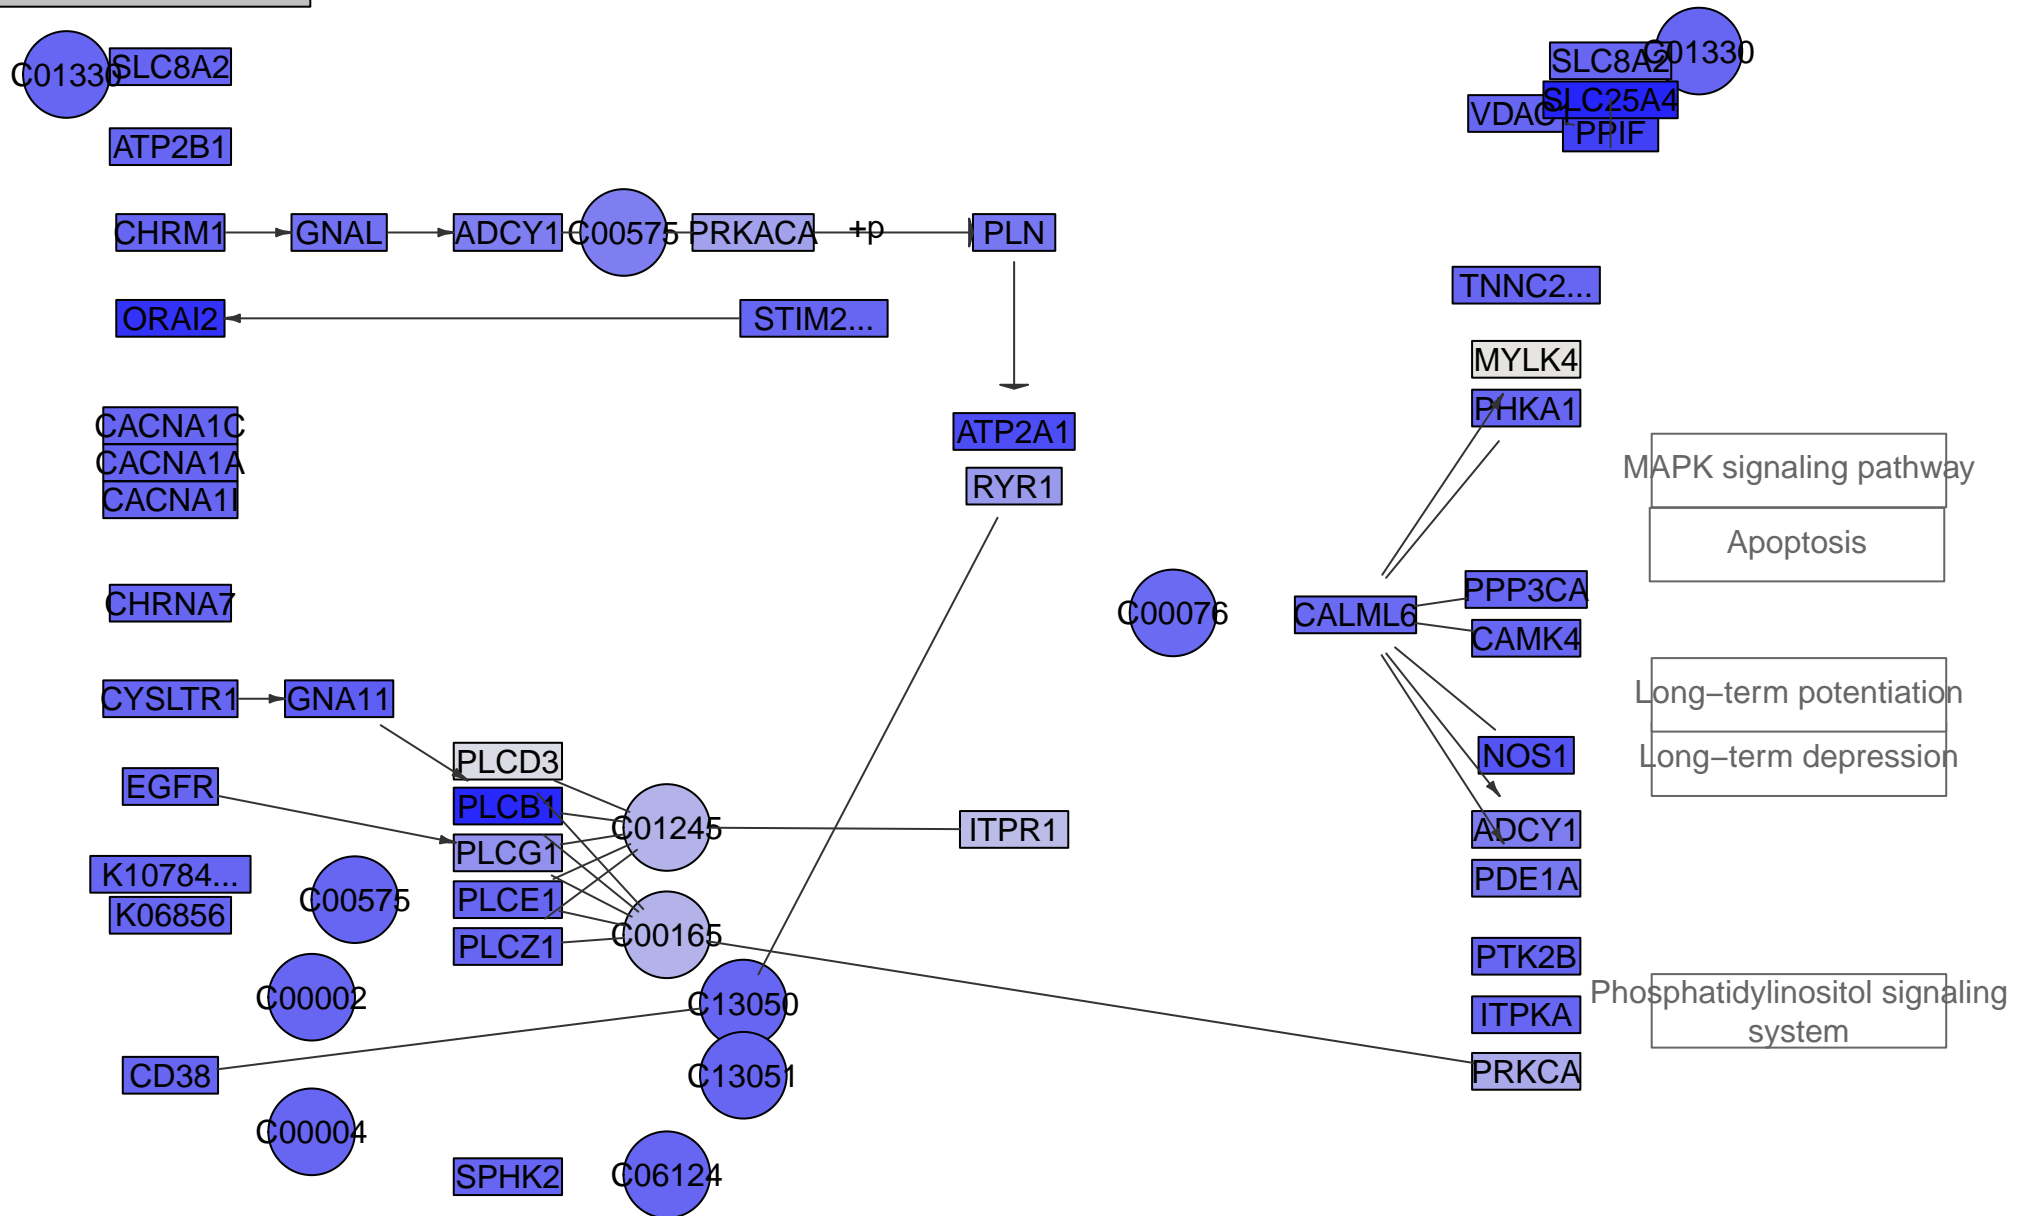 C01330
SLC8A2
SLC8A2
C01330
SLC25A4
VDAC1
PPIF
ATP2B1
CHRM1
GNAL
ADCY1
C00575
PRKACA
+p
PLN
TNNC2...
ORAI2
STIM2...
MYLK4
PHKA1
CACNA1C
CACNA1A
CACNA1I
ATP2A1
RYR1
MAPK signaling pathway
Apoptosis
CHRNA7
C00076
CALML6
PPP3CA
CAMK4
CYSLTR1
GNA11
Long–term potentiation
Long–term depression
NOS1
PLCD3
EGFR
PLCB1
C01245
ITPR1
ADCY1
PLCG1
K10784...
K06856
C00575
PLCE1
PDE1A
C00165
PLCZ1
PTK2B
C00002
C13050
ITPKA
Phosphatidylinositol signaling
system
CD38
C13051
PRKCA
C00004
SPHK2
C06124